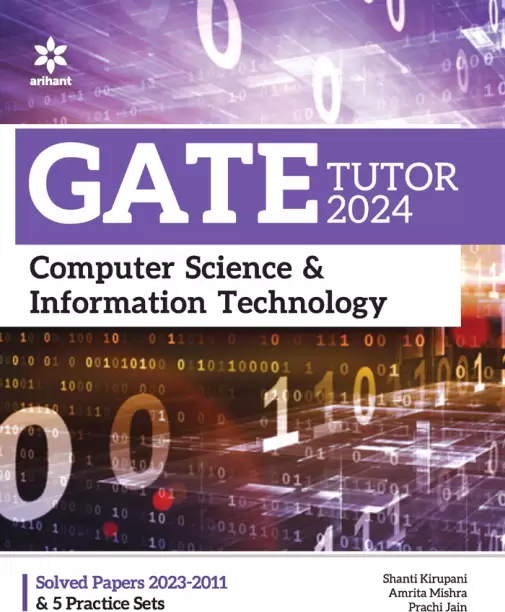 arihant
GATE TUTOR
2024
Computer Science &
Information Technology
Solved Papers 2023-2011
& 5 Practice Sets
Shanti Kirupani
Amrita Mishra
Prachi Jain